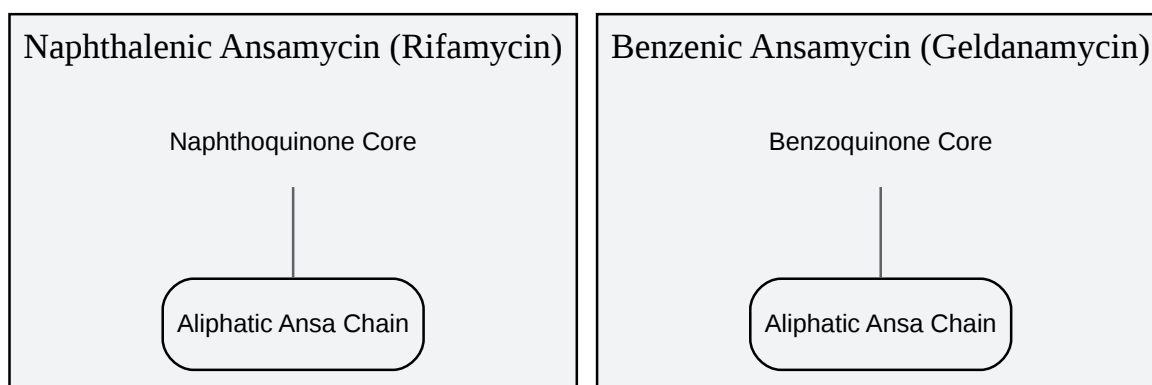 Naphthalenic Ansamycin (Rifamycin)
Naphthoquinone Core
Aliphatic Ansa Chain
Benzenic Ansamycin (Geldanamycin)
Benzoquinone Core
Aliphatic Ansa Chain